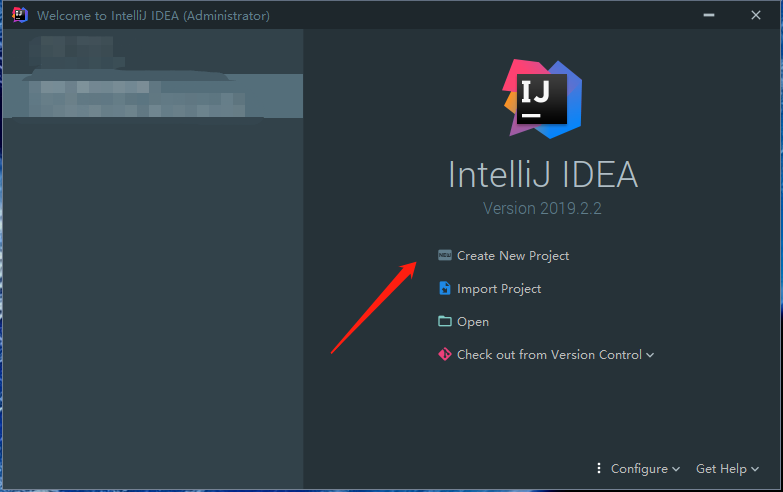 Welcome to IntelliJ IDEA (Administrator)
IJ
IntelliJ IDEA
Version 2019.2.2
Create New Project
Import Project
Open
Check out from Version Control
Configure
Get Help